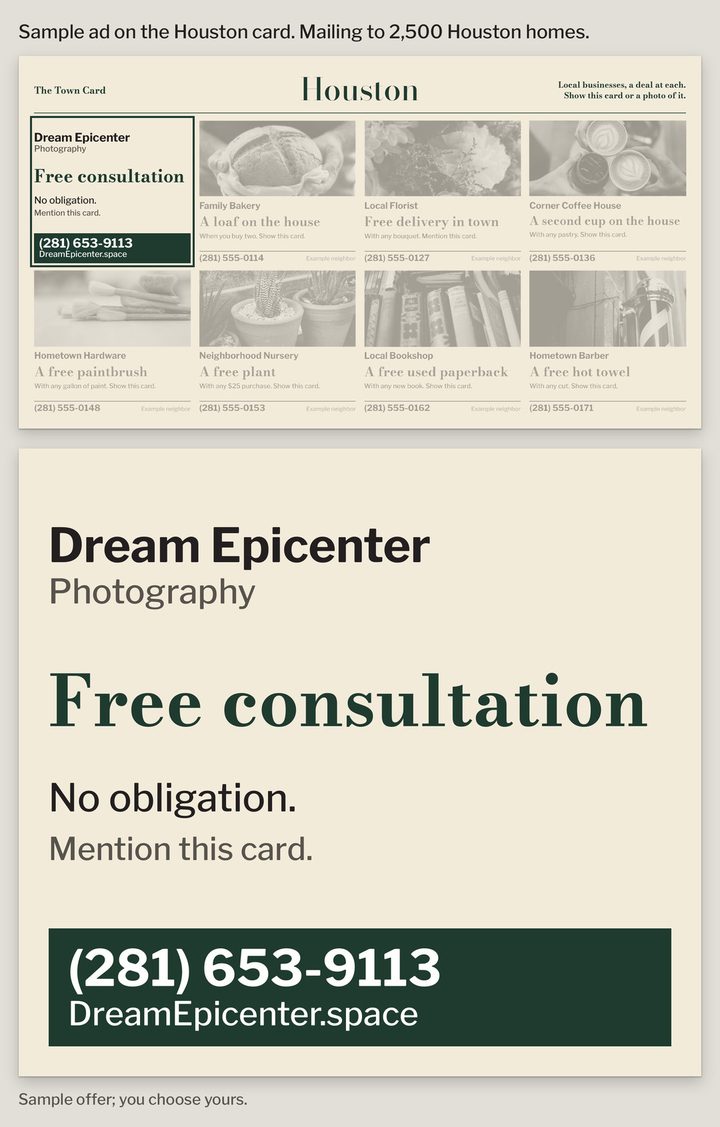 Sample ad on the Houston card. Mailing to 2,500 Houston homes.
The Town Card
Houston
Local businesses, a deal at each.
Show this card or a photo of it.
Dream Epicenter
Photography
Free consultation
No obligation.
Mention this card.
(281) 653-9113
DreamEpicenter.space
Family Bakery
A loaf on the house
When you buy two. Show this card.
(281) 555-0114
Example neighbor
Local Florist
Free delivery in town
With any bouquet. Mention this card.
(281) 555-0127
Example neighbor
Corner Coffee House
A second cup on the house
With any pastry. Show this card.
(281) 555-0136
Example neighbor
Hometown Hardware
A free paintbrush
With any gallon of paint. Show this card.
(281) 555-0148
Example neighbor
Neighborhood Nursery
A free plant
With any $25 purchase. Show this card.
(281) 555-0153
Example neighbor
Local Bookshop
A free used paperback
With any new book. Show this card.
(281) 555-0162
Example neighbor
Hometown Barber
A free hot towel
With any cut. Show this card.
(281) 555-0171
Example neighbor
Dream Epicenter
Photography
Free consultation
No obligation.
Mention this card.
(281) 653-9113
DreamEpicenter.space
Sample offer; you choose yours.